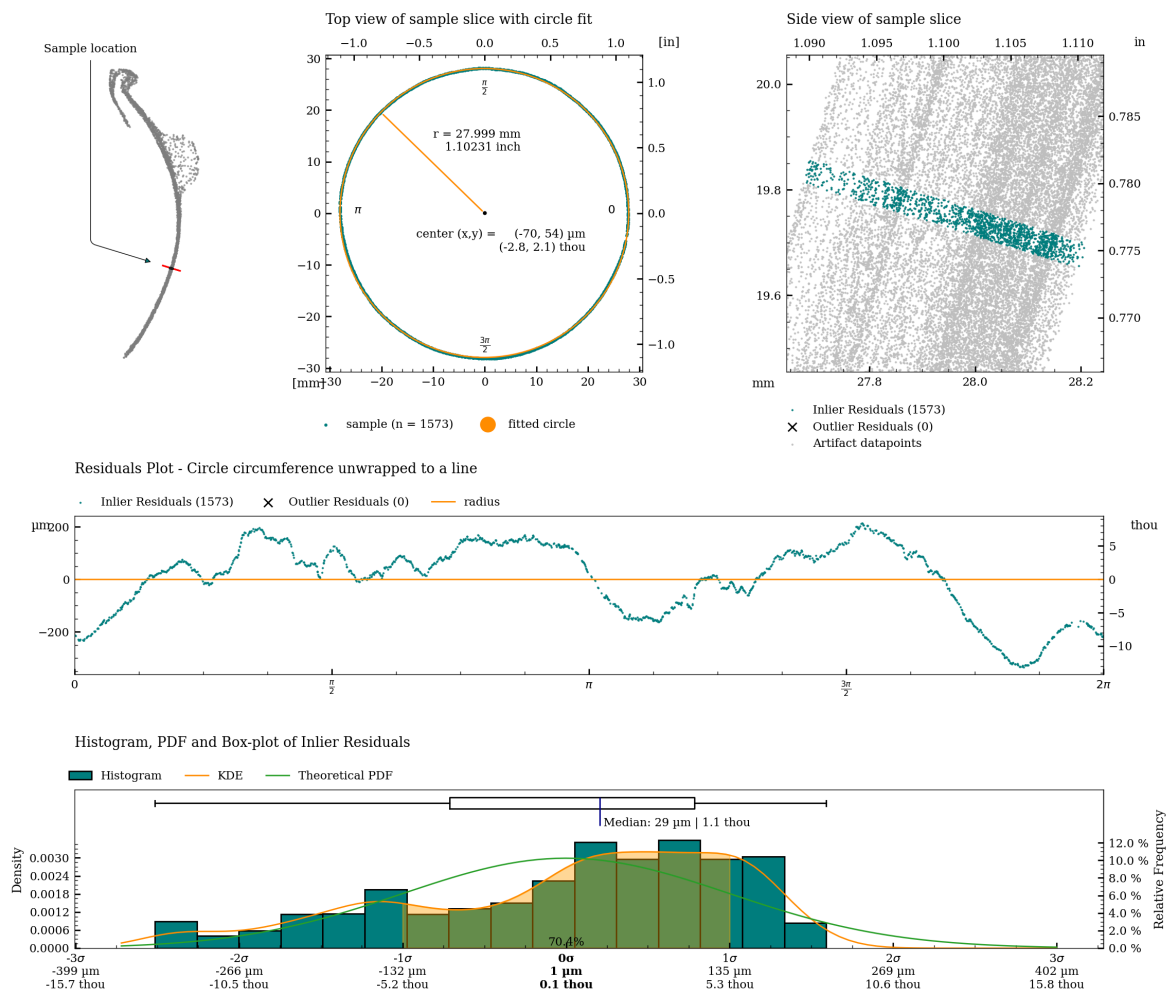 Sample location
Top view of sample slice with circle fit
−1.0 −0.5 0.0 0.5 1.0 [in]
30
20
10
0
−10
−20
−30
1.0
0.5
0.0
−0.5
−1.0
π/2
r = 27.999 mm
1.10231 inch
π 0
center (x,y) = (-70, 54) µm
(-2.8, 2.1) thou
3π/2
[mm] −30 −20 −10 0 10 20 30
sample (n = 1573) fitted circle
Side view of sample slice
1.090 1.095 1.100 1.105 1.110 in
20.0
19.8
19.6
0.785
0.780
0.775
0.770
mm 27.8 28.0 28.2
Inlier Residuals (1573)
Outlier Residuals (0)
Artifact datapoints
Residuals Plot - Circle circumference unwrapped to a line
Inlier Residuals (1573) Outlier Residuals (0) radius
µm thou
200
0
−200
5
0
−5
−10
0 π/2 π 3π/2 2π
Histogram, PDF and Box-plot of Inlier Residuals
Histogram KDE Theoretical PDF
Median: 29 µm | 1.1 thou
Density
0.0030
0.0024
0.0018
0.0012
0.0006
0.0000
Relative Frequency
12.0 %
10.0 %
8.0 %
6.0 %
4.0 %
2.0 %
0.0 %
70.4%
-3σ -2σ -1σ 0σ 1σ 2σ 3σ
-399 µm -266 µm -132 µm 1 µm 135 µm 269 µm 402 µm
-15.7 thou -10.5 thou -5.2 thou 0.1 thou 5.3 thou 10.6 thou 15.8 thou